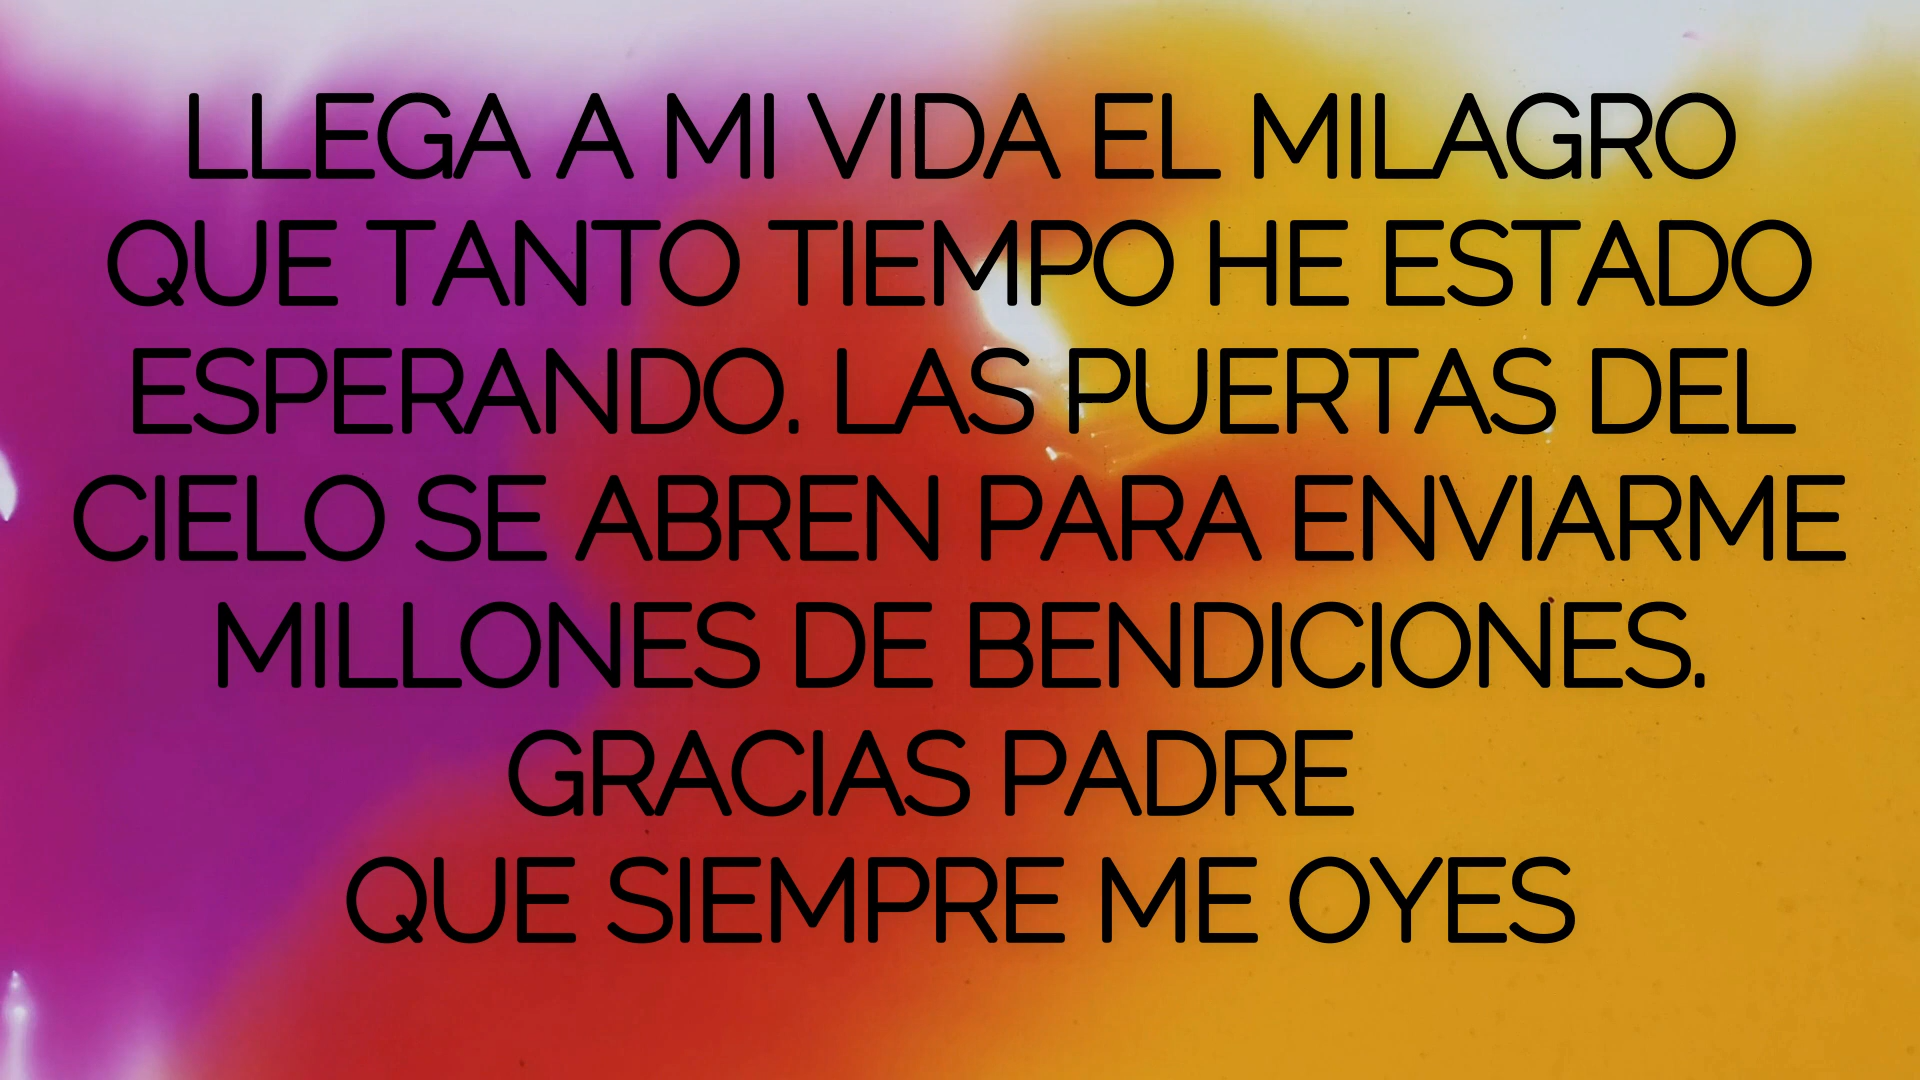 LLEGA A MI VIDA EL MILAGRO
QUE TANTO TIEMPO HE ESTADO
ESPERANDO. LAS PUERTAS DEL
CIELO SE ABREN PARA ENVIARME
MILLONES DE BENDICIONES.
GRACIAS PADRE
QUE SIEMPRE ME OYES